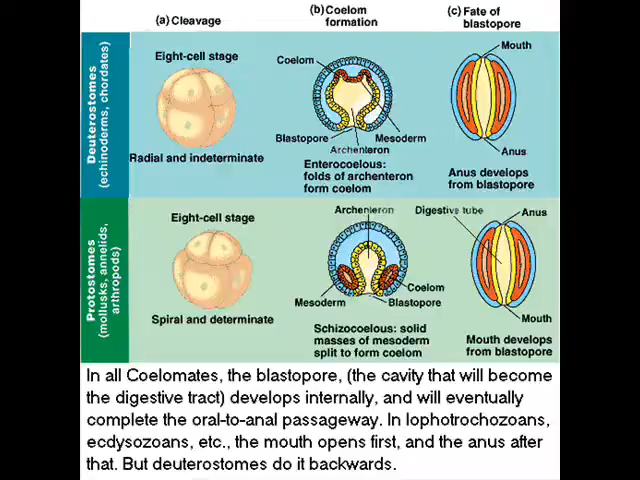 (a) Cleavage
(b) Coelom
formation
(c) Fate of
blastopore
Deuterostomes
(echinoderms, chordates)
Eight-cell stage
Radial and indeterminate
Coelom
Blastopore
Mesoderm
Archenteron
Enterocoelous:
folds of archenteron
form coelom
Mouth
Anus
Anus develops
from blastopore
Protostomes
(mollusks, annelids,
arthropods)
Eight-cell stage
Spiral and determinate
Archenteron
Coelom
Mesoderm
Blastopore
Schizocoelous: solid
masses of mesoderm
split to form coelom
Digestive tube
Anus
Mouth
Mouth develops
from blastopore
In all Coelomates, the blastopore, (the cavity that will become
the digestive tract) develops internally, and will eventually
complete the oral-to-anal passageway. In lophotrochozoans,
ecdysozoans, etc., the mouth opens first, and the anus after
that. But deuterostomes do it backwards.